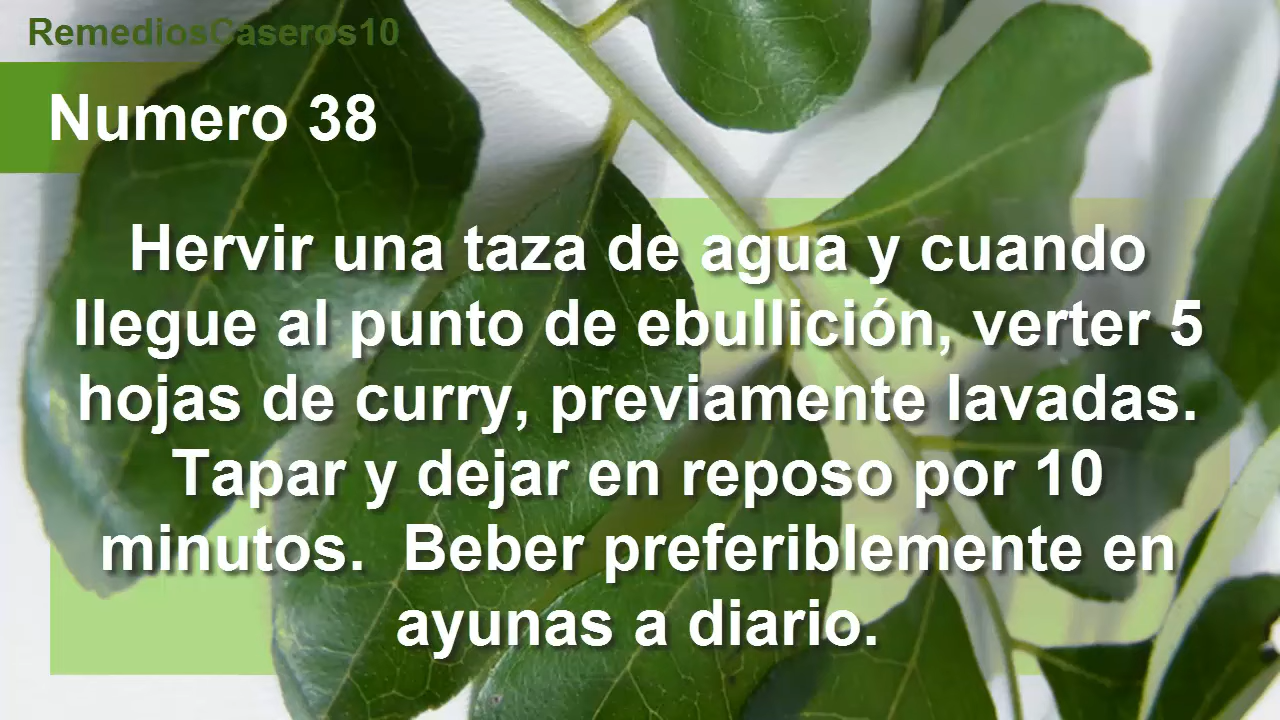 RemediosCaseros10
Numero 38
Hervir una taza de agua y cuando
llegue al punto de ebullición, verter 5
hojas de curry, previamente lavadas.
Tapar y dejar en reposo por 10
minutos.  Beber preferiblemente en
ayunas a diario.